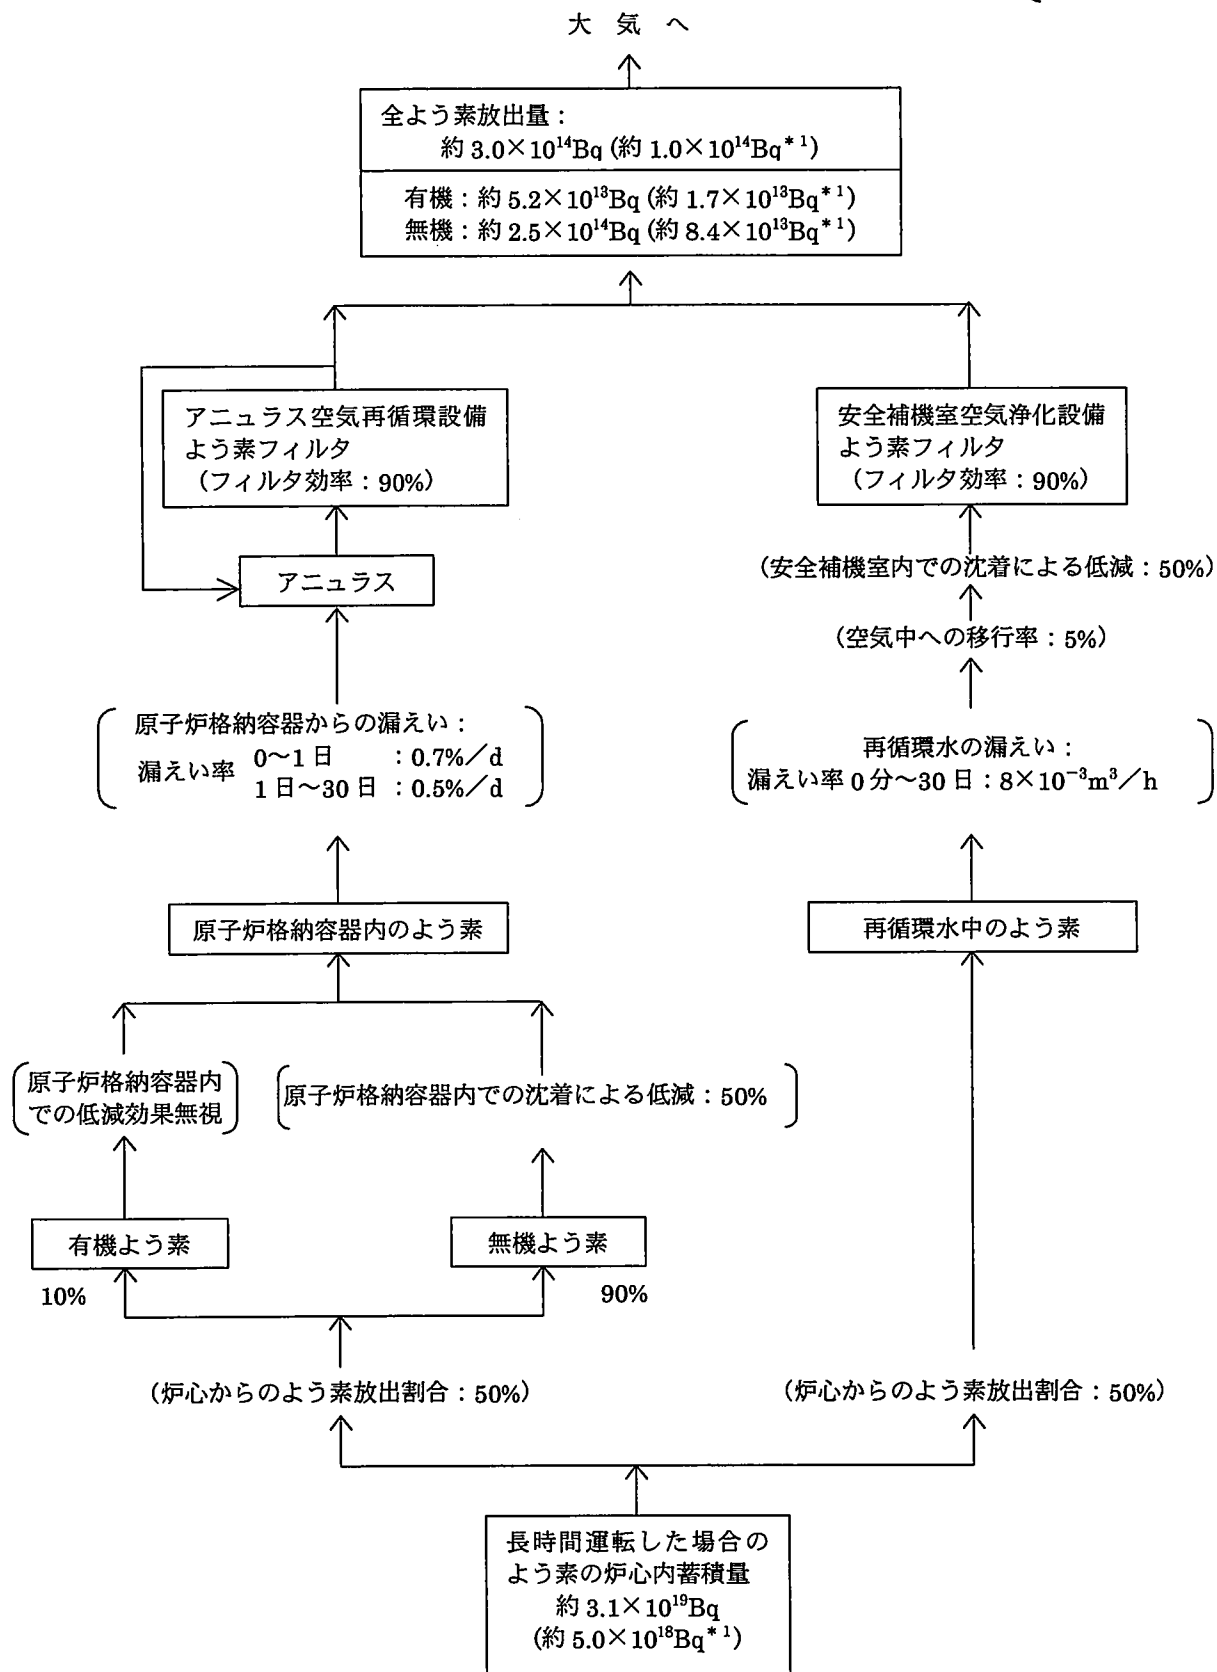 大気へ
全よう素放出量：
約 3.0×10¹⁴Bq (約 1.0×10¹⁴Bq*¹)
有機：約 5.2×10¹³Bq (約 1.7×10¹³Bq*¹)
無機：約 2.5×10¹⁴Bq (約 8.4×10¹³Bq*¹)
アニュラス空気再循環設備
よう素フィルタ
（フィルタ効率：90%）
安全補機室空気浄化設備
よう素フィルタ
（フィルタ効率：90%）
アニュラス
（安全補機室内での沈着による低減：50%）
（空気中への移行率：5%）
原子炉格納容器からの漏えい：
漏えい率 0～1日 ：0.7%／d
1日～30日 ：0.5%／d
再循環水の漏えい：
漏えい率 0分～30日：8×10⁻³m³／h
原子炉格納容器内のよう素
再循環水中のよう素
原子炉格納容器内
での低減効果無視
原子炉格納容器内での沈着による低減：50%
有機よう素
無機よう素
10%
90%
（炉心からのよう素放出割合：50%）
（炉心からのよう素放出割合：50%）
長時間運転した場合の
よう素の炉心内蓄積量
約 3.1×10¹⁹Bq
(約 5.0×10¹⁸Bq*¹)